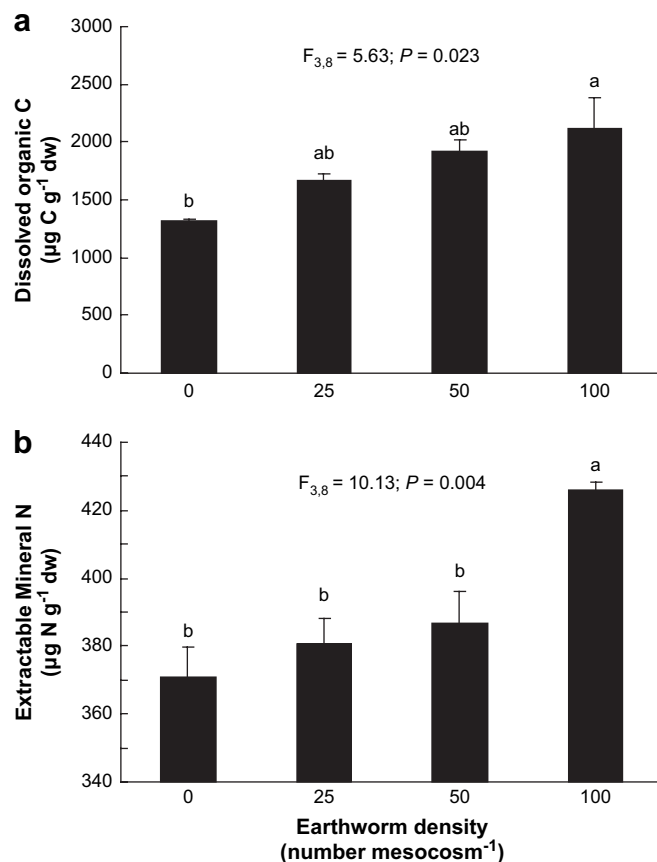 a
Dissolved organic C
(µg C g⁻¹ dw)
3000
2500
2000
1500
1000
500
0
F₃,₈ = 5.63; P = 0.023
b
ab
ab
a
0 25 50 100
b
Extractable Mineral N
(µg N g⁻¹ dw)
440
420
400
380
360
340
F₃,₈ = 10.13; P = 0.004
b
b
b
a
0 25 50 100
Earthworm density
(number mesocosm⁻¹)